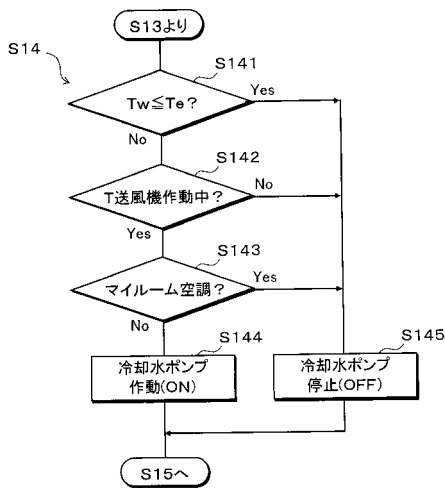 S13より
S14
S141
Tw≦Te?
Yes
No
S142
T送風機作動中?
No
Yes
S143
マイルーム空調?
Yes
No
S144
冷却水ポンプ
作動(ON)
S145
冷却水ポンプ
停止(OFF)
S15へ